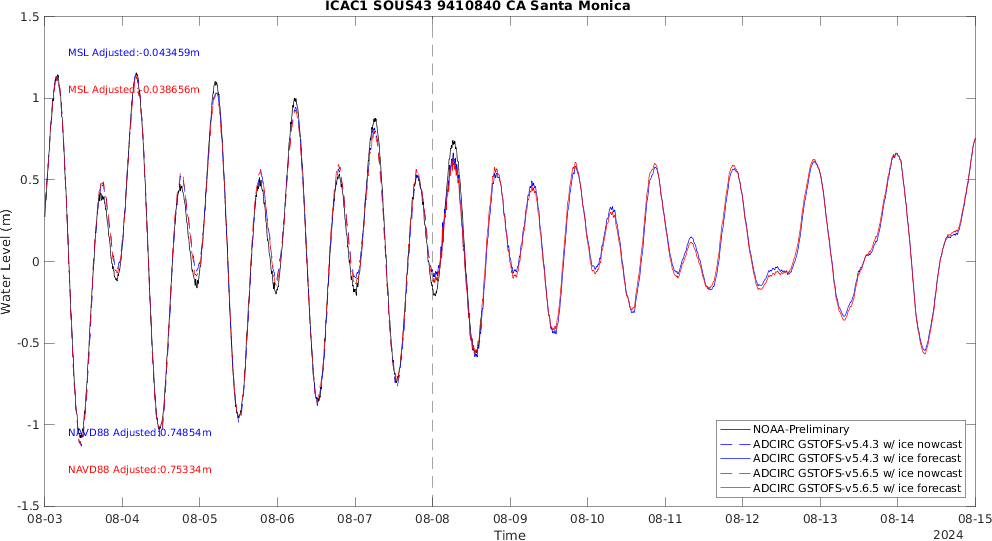 ICAC1 SOUS43 9410840 CA Santa Monica
1.5
MSL Adjusted:-0.043459m
MSL Adjusted:-0.038656m
1
0.5
0
-0.5
-1
-1.5
Water Level (m)
NAVD88 Adjusted:0.74854m
NAVD88 Adjusted:0.75334m
NOAA-Preliminary
ADCIRC GSTOFS-v5.4.3 w/ ice nowcast
ADCIRC GSTOFS-v5.4.3 w/ ice forecast
ADCIRC GSTOFS-v5.6.5 w/ ice nowcast
ADCIRC GSTOFS-v5.6.5 w/ ice forecast
08-03 08-04 08-05 08-06 08-07 08-08 08-09 08-10 08-11 08-12 08-13 08-14 08-15
Time
2024